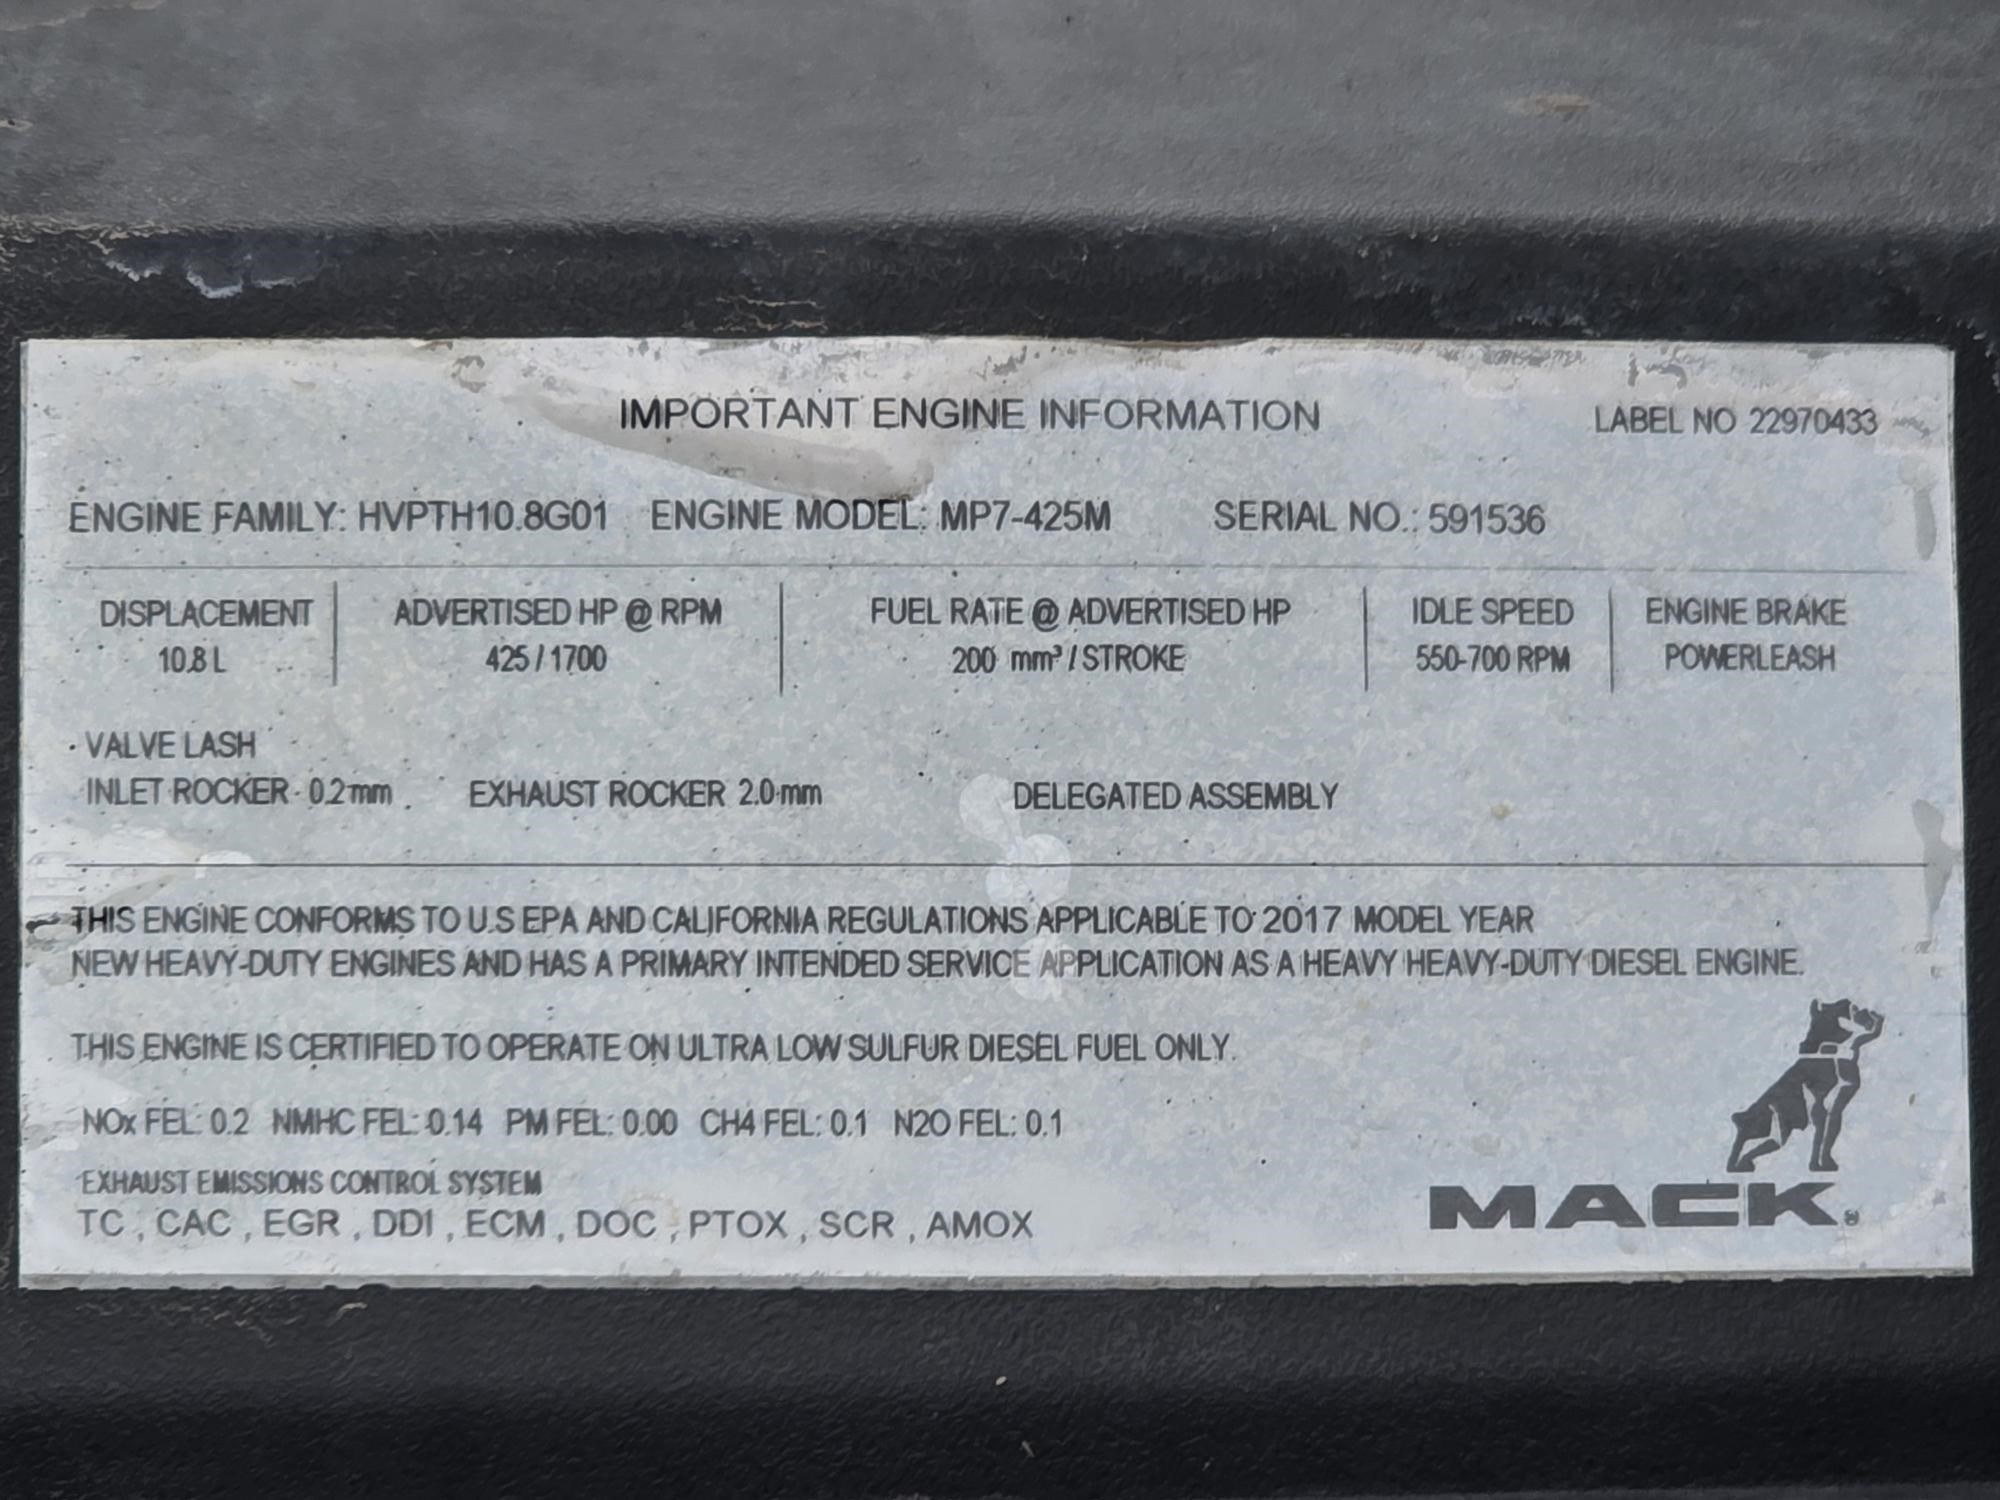 IMPORTANT ENGINE INFORMATION LABEL NO 22970433
ENGINE FAMILY: HVPTH10.8G01 ENGINE MODEL: MP7-425M SERIAL NO.: 591536
DISPLACEMENT ADVERTISED HP @ RPM FUEL RATE @ ADVERTISED HP IDLE SPEED ENGINE BRAKE
10.8 L 425 / 1700 200 mm³ / STROKE 550-700 RPM POWERLEASH
VALVE LASH
INLET ROCKER 0.2 mm EXHAUST ROCKER 2.0 mm DELEGATED ASSEMBLY
THIS ENGINE CONFORMS TO U.S EPA AND CALIFORNIA REGULATIONS APPLICABLE TO 2017 MODEL YEAR
NEW HEAVY-DUTY ENGINES AND HAS A PRIMARY INTENDED SERVICE APPLICATION AS A HEAVY HEAVY-DUTY DIESEL ENGINE.
THIS ENGINE IS CERTIFIED TO OPERATE ON ULTRA LOW SULFUR DIESEL FUEL ONLY.
NOx FEL: 0.2 NMHC FEL: 0.14 PM FEL: 0.00 CH4 FEL: 0.1 N2O FEL: 0.1
EXHAUST EMISSIONS CONTROL SYSTEM
TC , CAC , EGR , DDI , ECM , DOC , PTOX , SCR , AMOX
MACK®